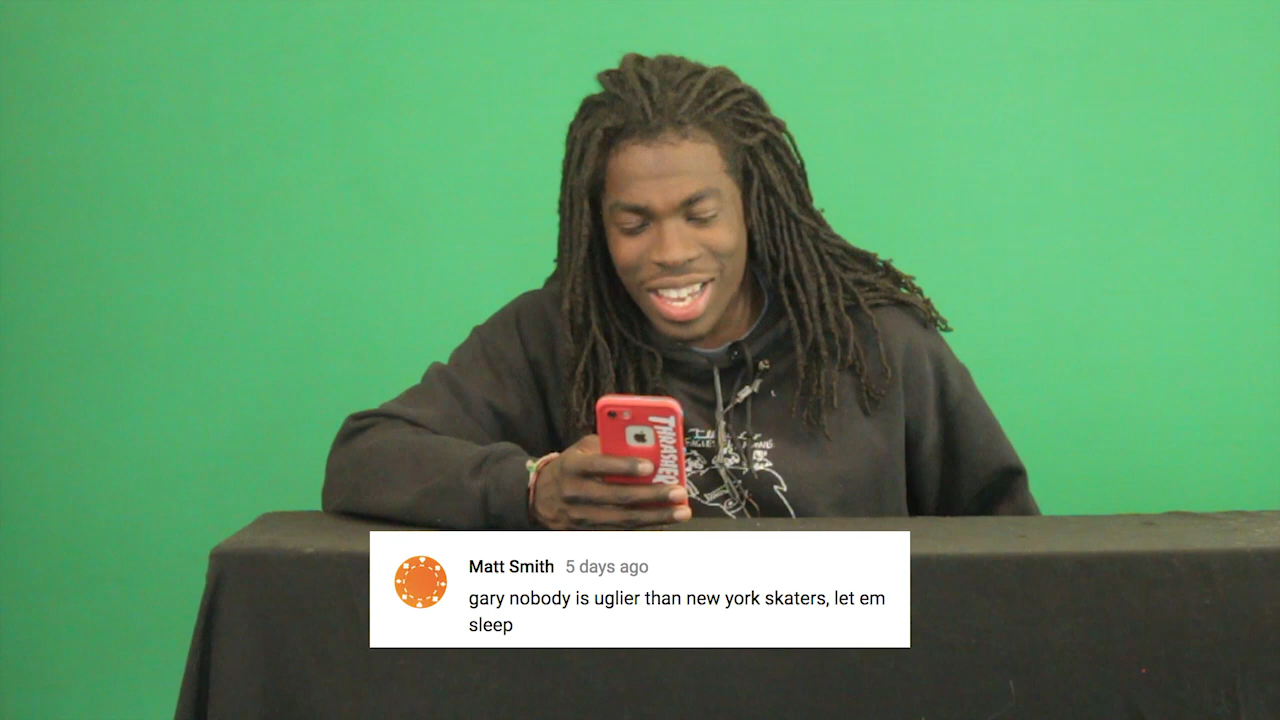 THRASHER
Matt Smith 5 days ago
gary nobody is uglier than new york skaters, let em
sleep